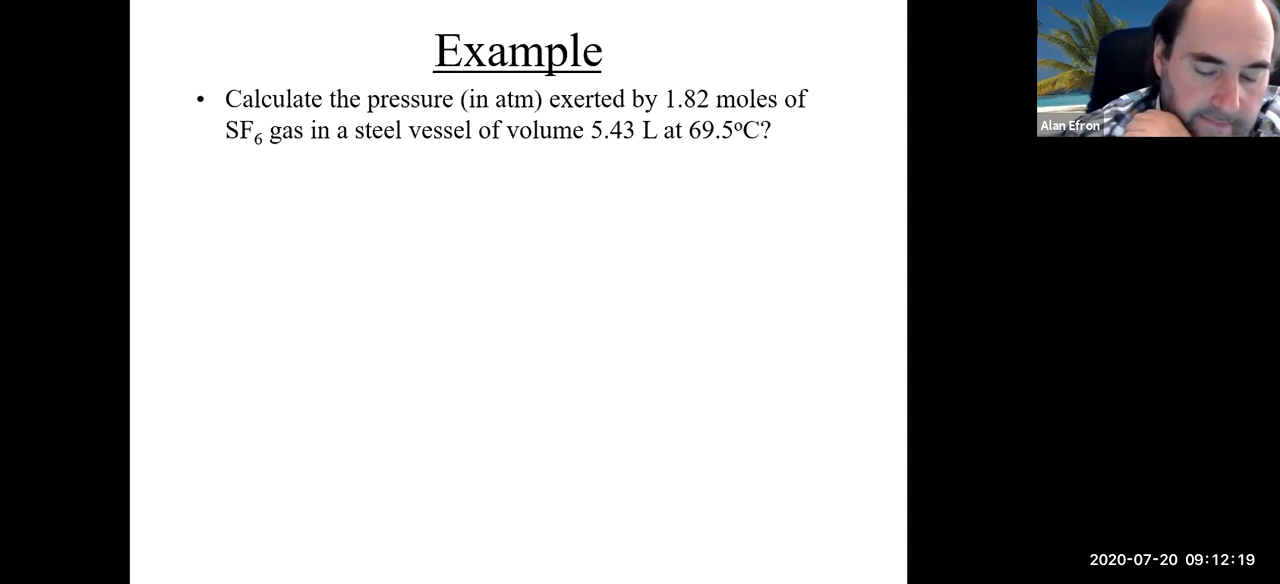 Example
• Calculate the pressure (in atm) exerted by 1.82 moles of
SF₆ gas in a steel vessel of volume 5.43 L at 69.5ºC?
Alan Efron
2020-07-20 09:12:19